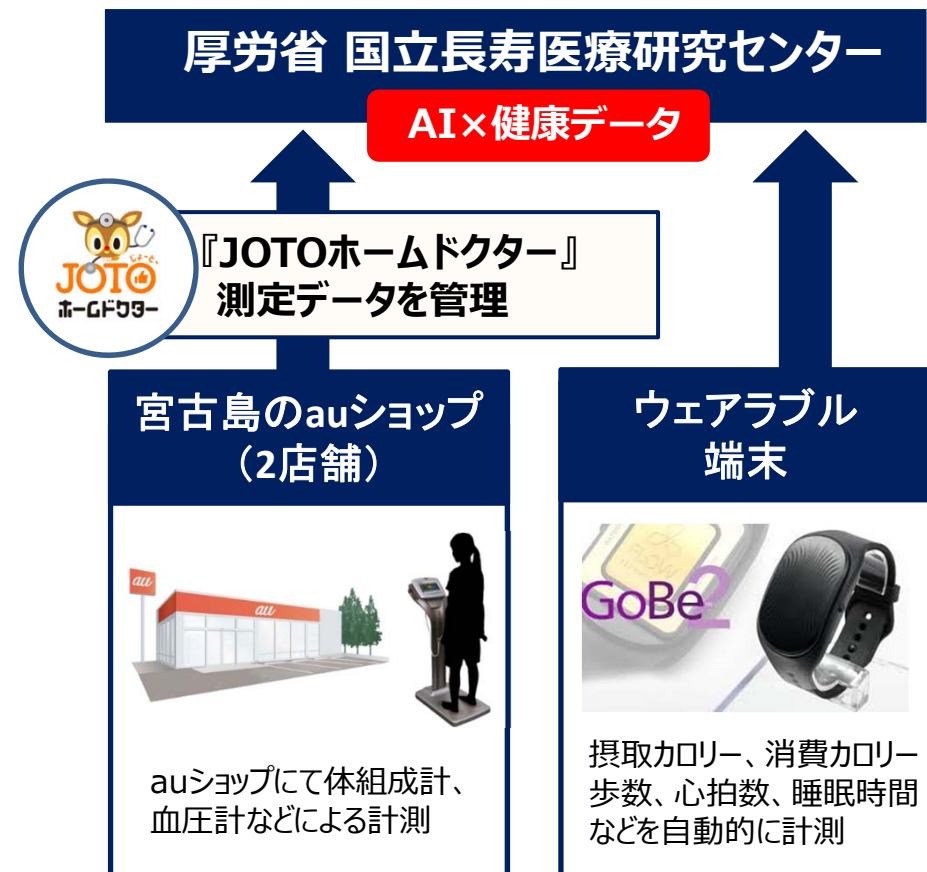 厚労省 国立長寿医療研究センター
AI×健康データ
じょーと、
JOTO
ホームドクター
『JOTOホームドクター』
測定データを管理
宮古島のauショップ
（2店舗）
au
au
auショップにて体組成計、
血圧計などによる計測
ウェアラブル
端末
FLOW
GoBe2
摂取カロリー、消費カロリー
歩数、心拍数、睡眠時間
などを自動的に計測